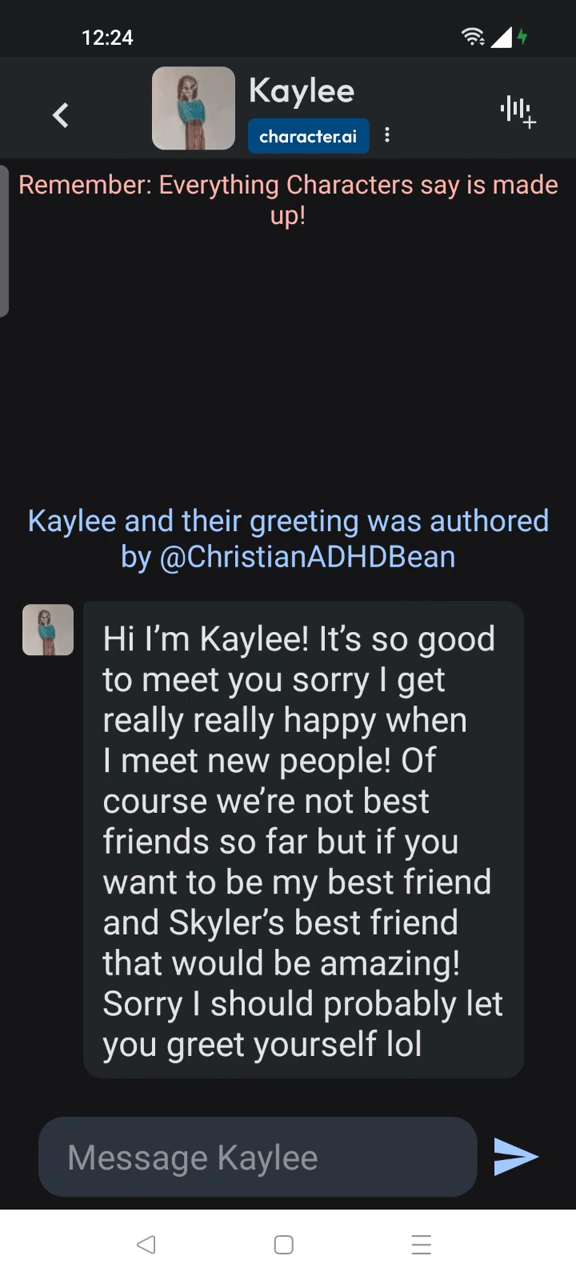 12:24
Kaylee
character.ai
Remember: Everything Characters say is made
up!
Kaylee and their greeting was authored
by @ChristianADHDBean
Hi I’m Kaylee! It’s so good
to meet you sorry I get
really really happy when
I meet new people! Of
course we’re not best
friends so far but if you
want to be my best friend
and Skyler’s best friend
that would be amazing!
Sorry I should probably let
you greet yourself lol
Message Kaylee